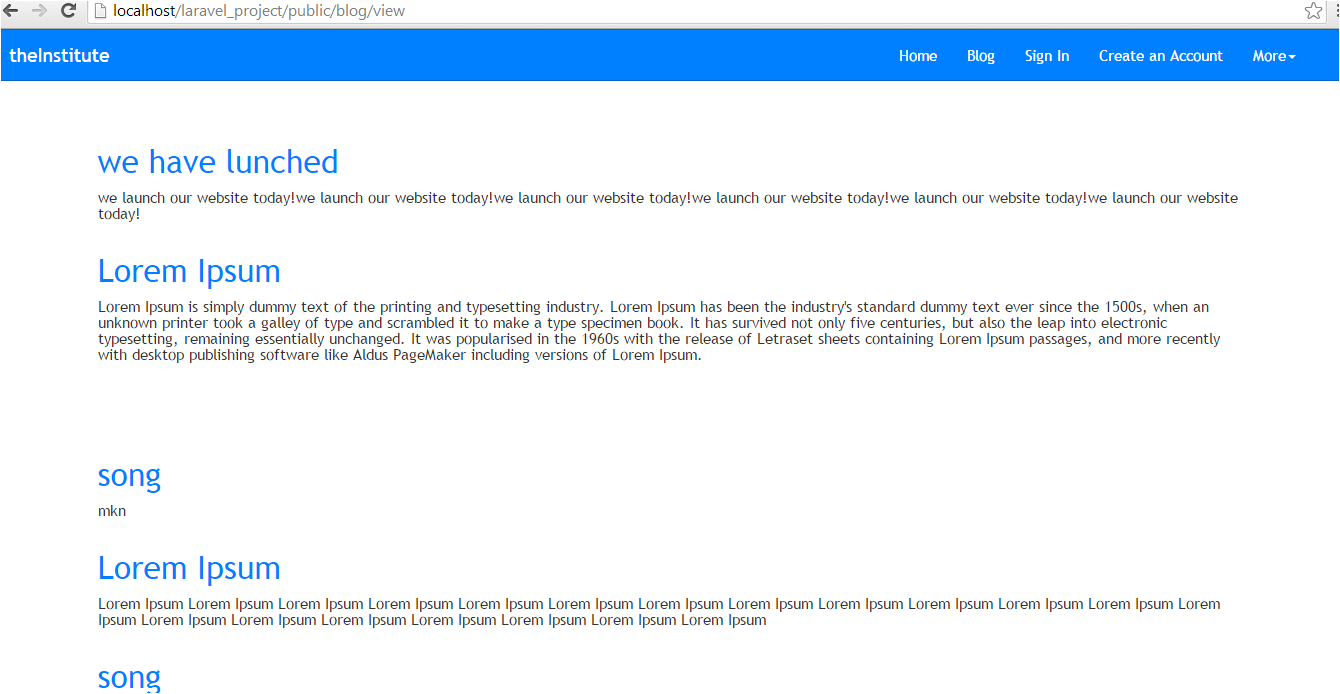 localhost/laravel_project/public/blog/view
theInstitute Home Blog Sign In Create an Account More
we have lunched
we launch our website today!we launch our website today!we launch our website today!we launch our website today!we launch our website today!we launch our website
today!
Lorem Ipsum
Lorem Ipsum is simply dummy text of the printing and typesetting industry. Lorem Ipsum has been the industry's standard dummy text ever since the 1500s, when an
unknown printer took a galley of type and scrambled it to make a type specimen book. It has survived not only five centuries, but also the leap into electronic
typesetting, remaining essentially unchanged. It was popularised in the 1960s with the release of Letraset sheets containing Lorem Ipsum passages, and more recently
with desktop publishing software like Aldus PageMaker including versions of Lorem Ipsum.
song
mkn
Lorem Ipsum
Lorem Ipsum Lorem Ipsum Lorem Ipsum Lorem Ipsum Lorem Ipsum Lorem Ipsum Lorem Ipsum Lorem Ipsum Lorem Ipsum Lorem Ipsum Lorem Ipsum Lorem Ipsum Lorem
Ipsum Lorem Ipsum Lorem Ipsum Lorem Ipsum Lorem Ipsum Lorem Ipsum Lorem Ipsum Lorem Ipsum
song